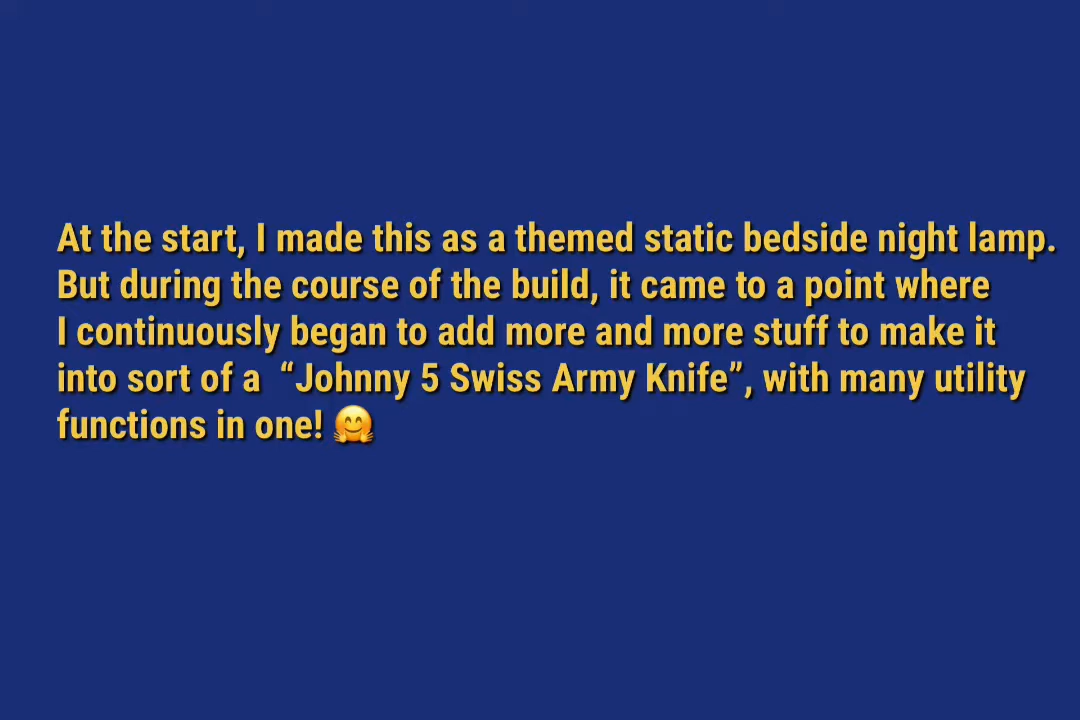 At the start, I made this as a themed static bedside night lamp.
But during the course of the build, it came to a point where
I continuously began to add more and more stuff to make it
into sort of a  “Johnny 5 Swiss Army Knife”, with many utility
functions in one! 🤗